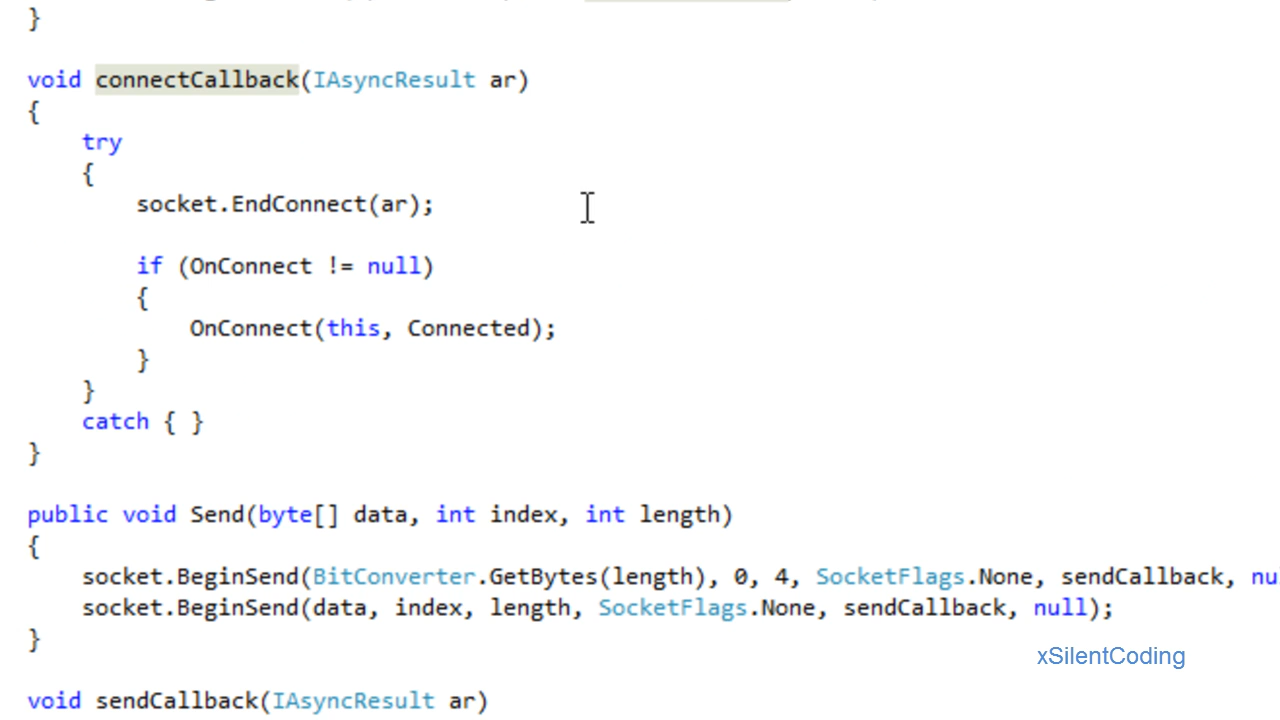 }
void connectCallback(IAsyncResult ar)
{
try
{
socket.EndConnect(ar);
if (OnConnect != null)
{
OnConnect(this, Connected);
}
}
catch { }
}
public void Send(byte[] data, int index, int length)
{
socket.BeginSend(BitConverter.GetBytes(length), 0, 4, SocketFlags.None, sendCallback, nu
socket.BeginSend(data, index, length, SocketFlags.None, sendCallback, null);
}
xSilentCoding
void sendCallback(IAsyncResult ar)